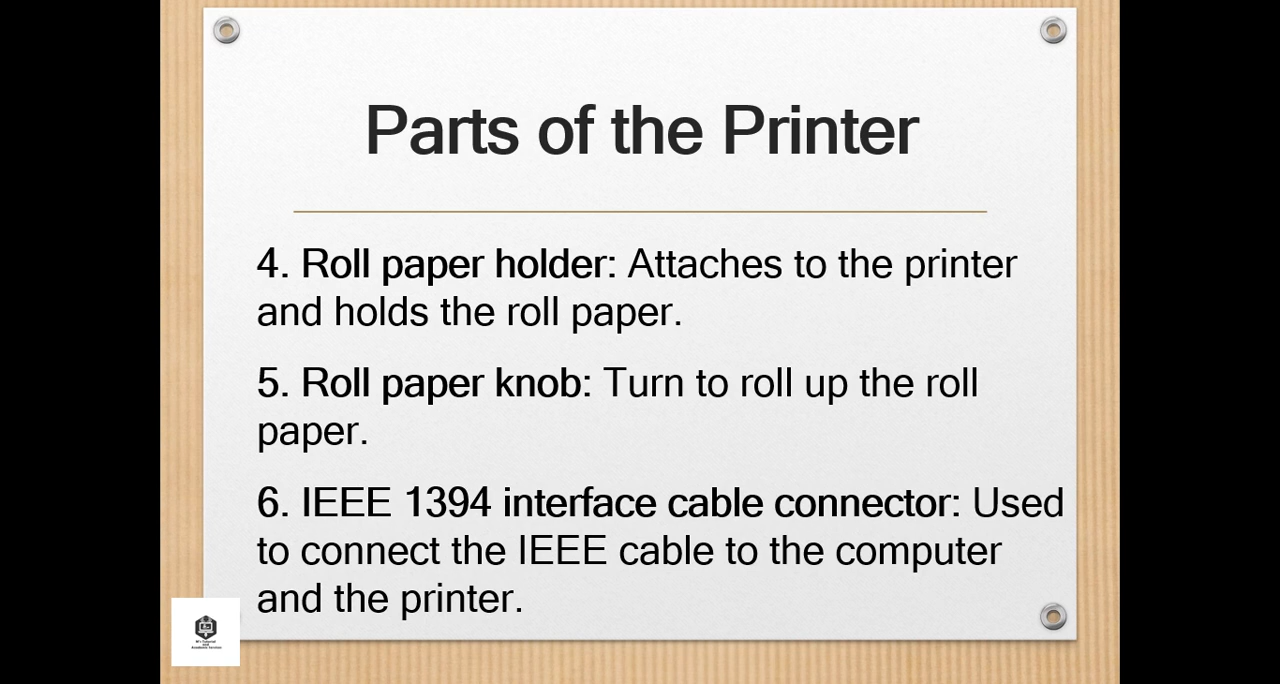 Parts of the Printer
4. Roll paper holder: Attaches to the printer
and holds the roll paper.
5. Roll paper knob: Turn to roll up the roll
paper.
6. IEEE 1394 interface cable connector: Used
to connect the IEEE cable to the computer
and the printer.
Academic Services